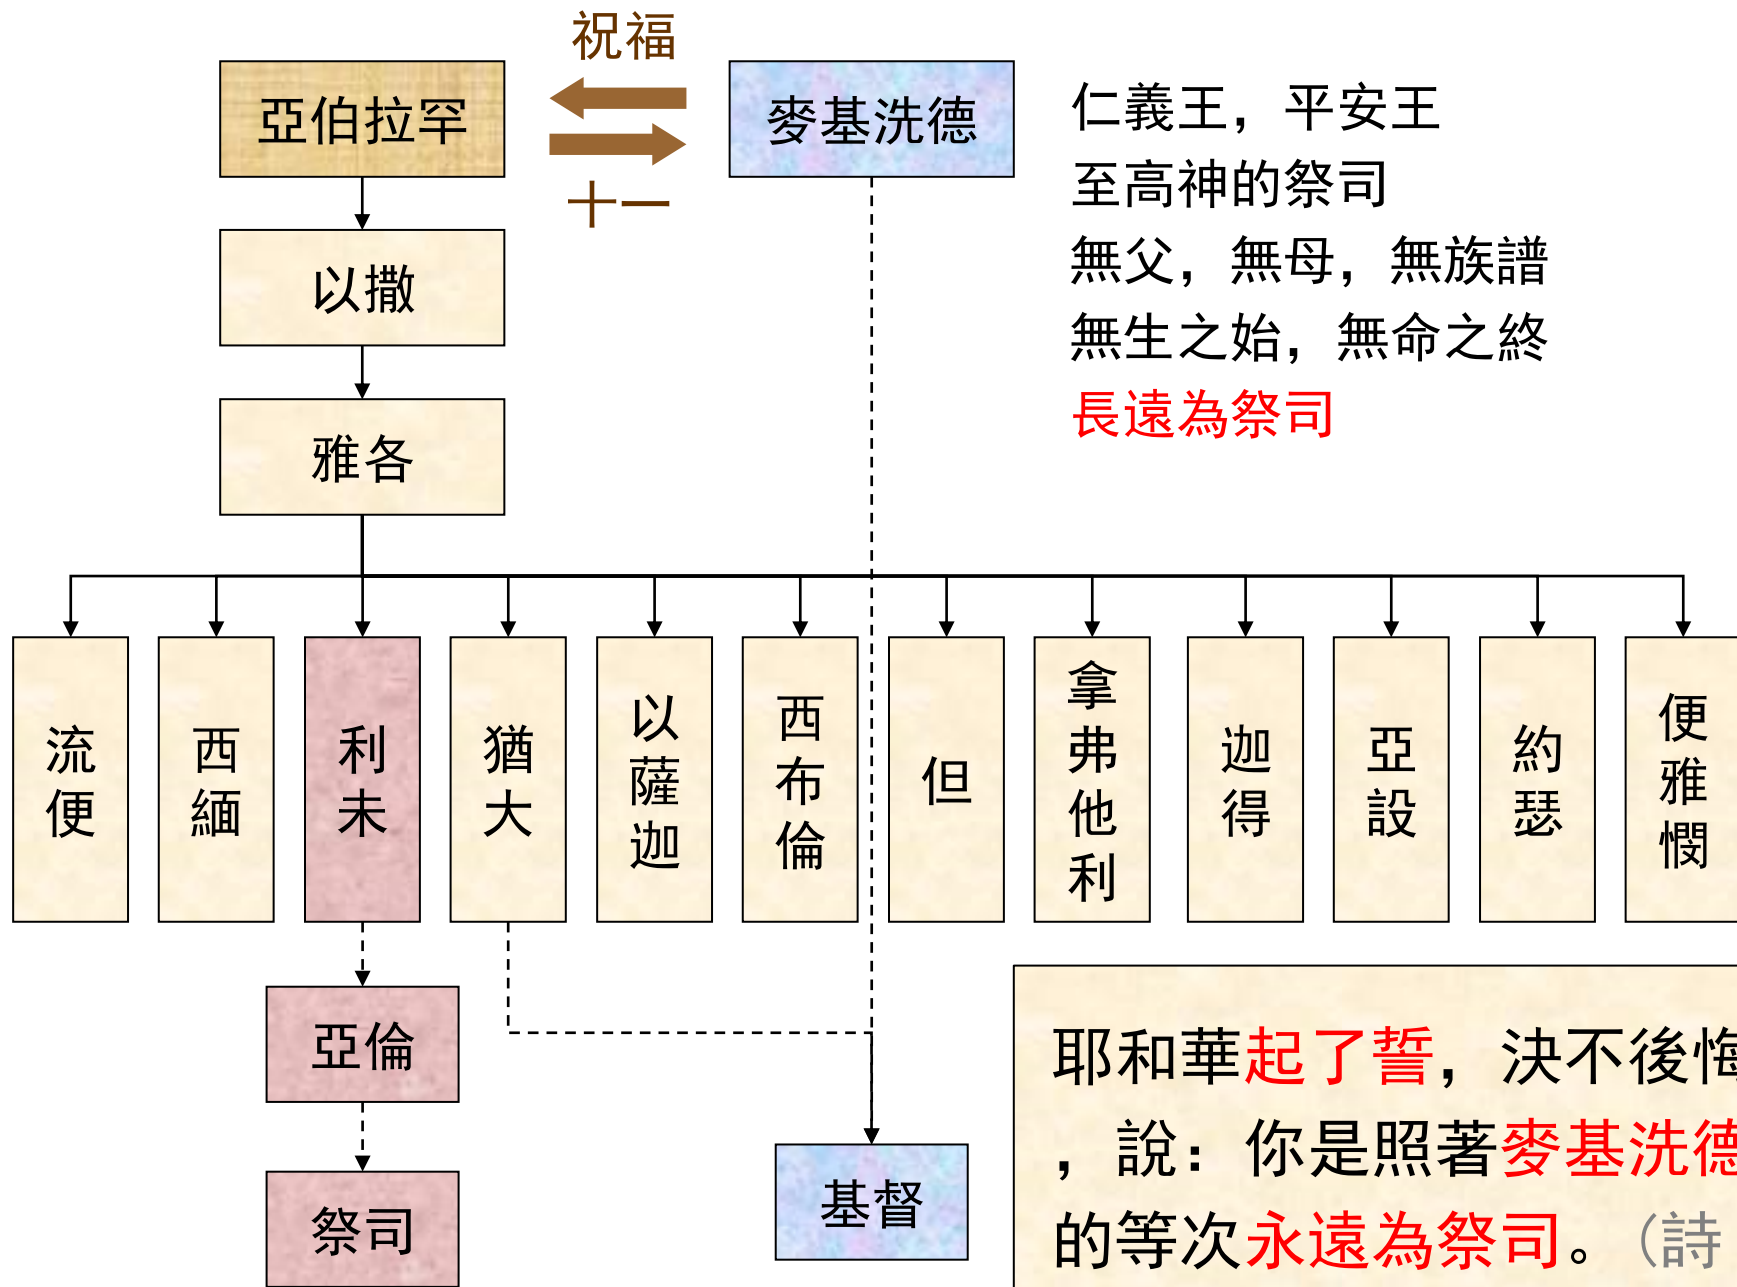 祝福
亞伯拉罕
麥基洗德
十一
仁義王，平安王
至高神的祭司
無父，無母，無族譜
無生之始，無命之終
長遠為祭司
以撒
雅各
流便
西緬
利未
猶大
以薩迦
西布倫
但
拿弗他利
迦得
亞設
約瑟
便雅憫
亞倫
祭司
基督
耶和華起了誓，決不後悔
，說：你是照著麥基洗德
的等次永遠為祭司。（詩